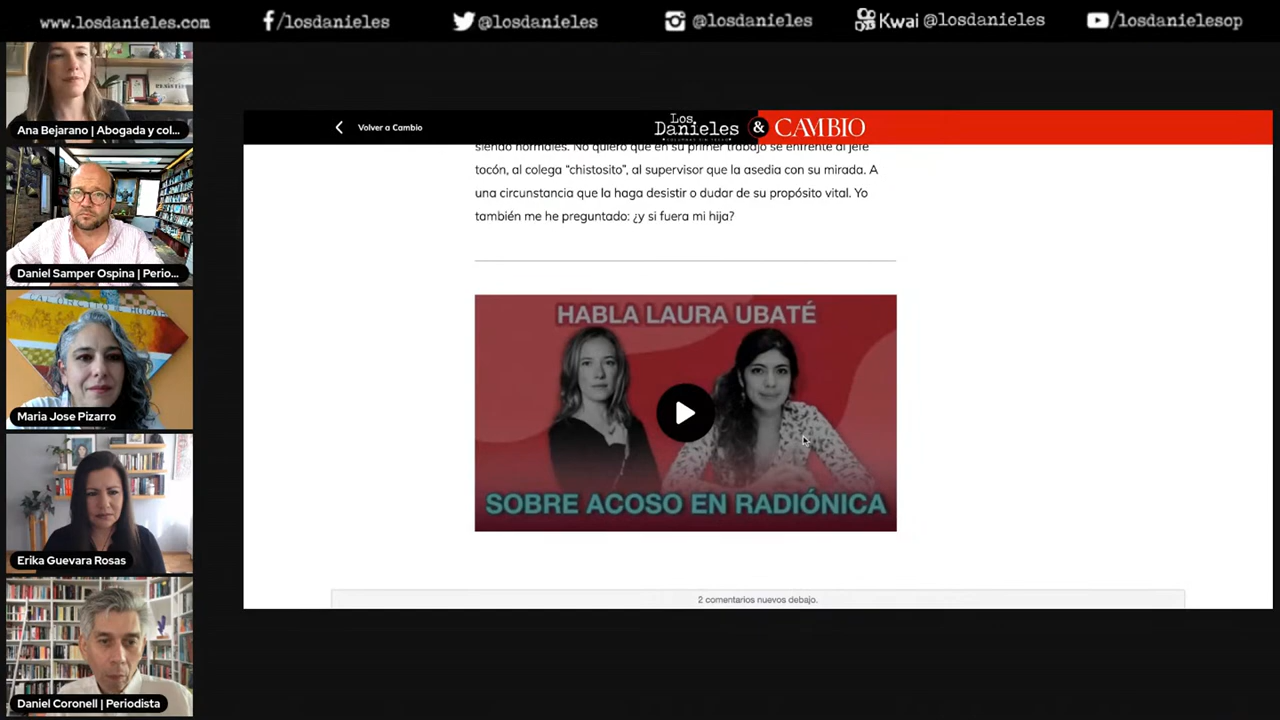 www.losdanieles.com
/losdanieles
@losdanieles
@losdanieles
Kwai @losdanieles
/losdanielesop
Ana Bejarano | Abogada y col...
Daniel Samper Ospina | Perio...
Maria Jose Pizarro
Erika Guevara Rosas
Daniel Coronell | Periodista
Volver a Cambio
Los Danieles & CAMBIO
siendo normales. No quiero que en su primer trabajo se enfrente al jefe
tocón, al colega “chistosito”, al supervisor que la asedia con su mirada. A
una circunstancia que la haga desistir o dudar de su propósito vital. Yo
también me he preguntado: ¿y si fuera mi hija?
HABLA LAURA UBATÉ
SOBRE ACOSO EN RADIÓNICA
2 comentarios nuevos debajo.